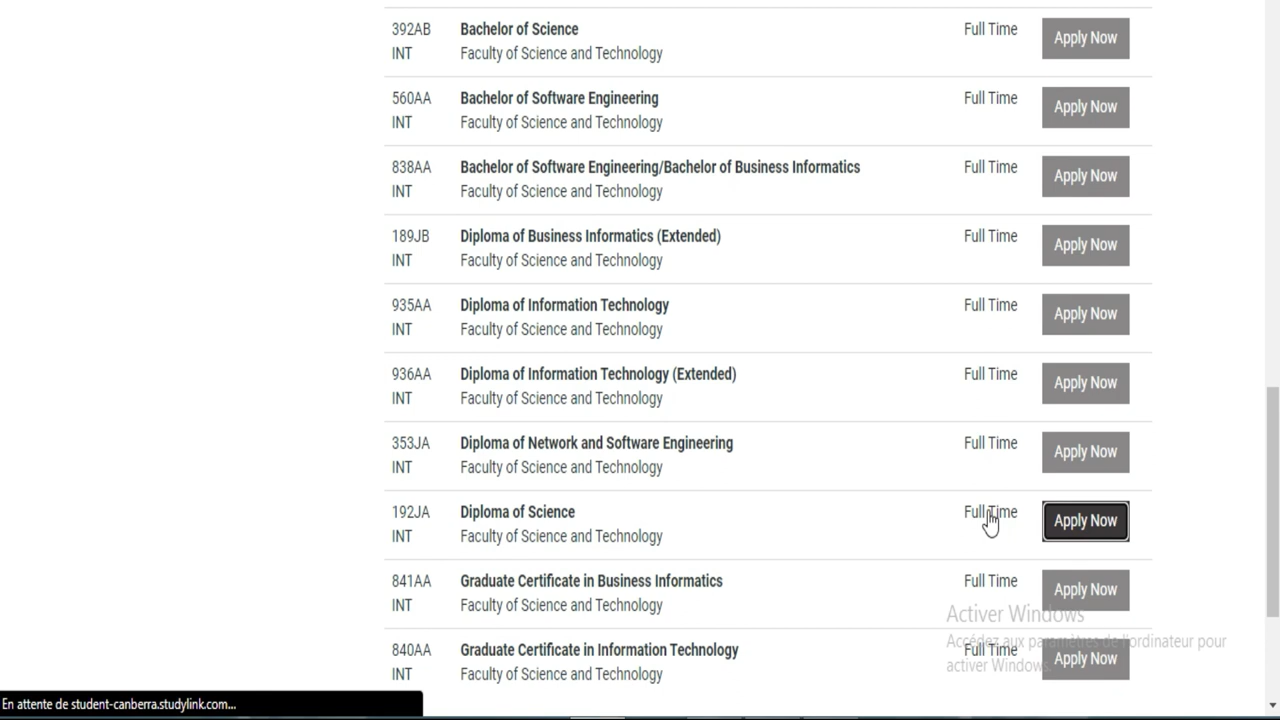 392AB Bachelor of Science Full Time Apply Now
INT Faculty of Science and Technology
560AA Bachelor of Software Engineering Full Time Apply Now
INT Faculty of Science and Technology
838AA Bachelor of Software Engineering/Bachelor of Business Informatics Full Time Apply Now
INT Faculty of Science and Technology
189JB Diploma of Business Informatics (Extended) Full Time Apply Now
INT Faculty of Science and Technology
935AA Diploma of Information Technology Full Time Apply Now
INT Faculty of Science and Technology
936AA Diploma of Information Technology (Extended) Full Time Apply Now
INT Faculty of Science and Technology
353JA Diploma of Network and Software Engineering Full Time Apply Now
INT Faculty of Science and Technology
192JA Diploma of Science Full Time Apply Now
INT Faculty of Science and Technology
841AA Graduate Certificate in Business Informatics Full Time Apply Now
INT Faculty of Science and Technology
Activer Windows
Accédez aux paramètres de l'ordinateur pour
activer Windows.
840AA Graduate Certificate in Information Technology Full Time Apply Now
INT Faculty of Science and Technology
En attente de student-canberra.studylink.com...